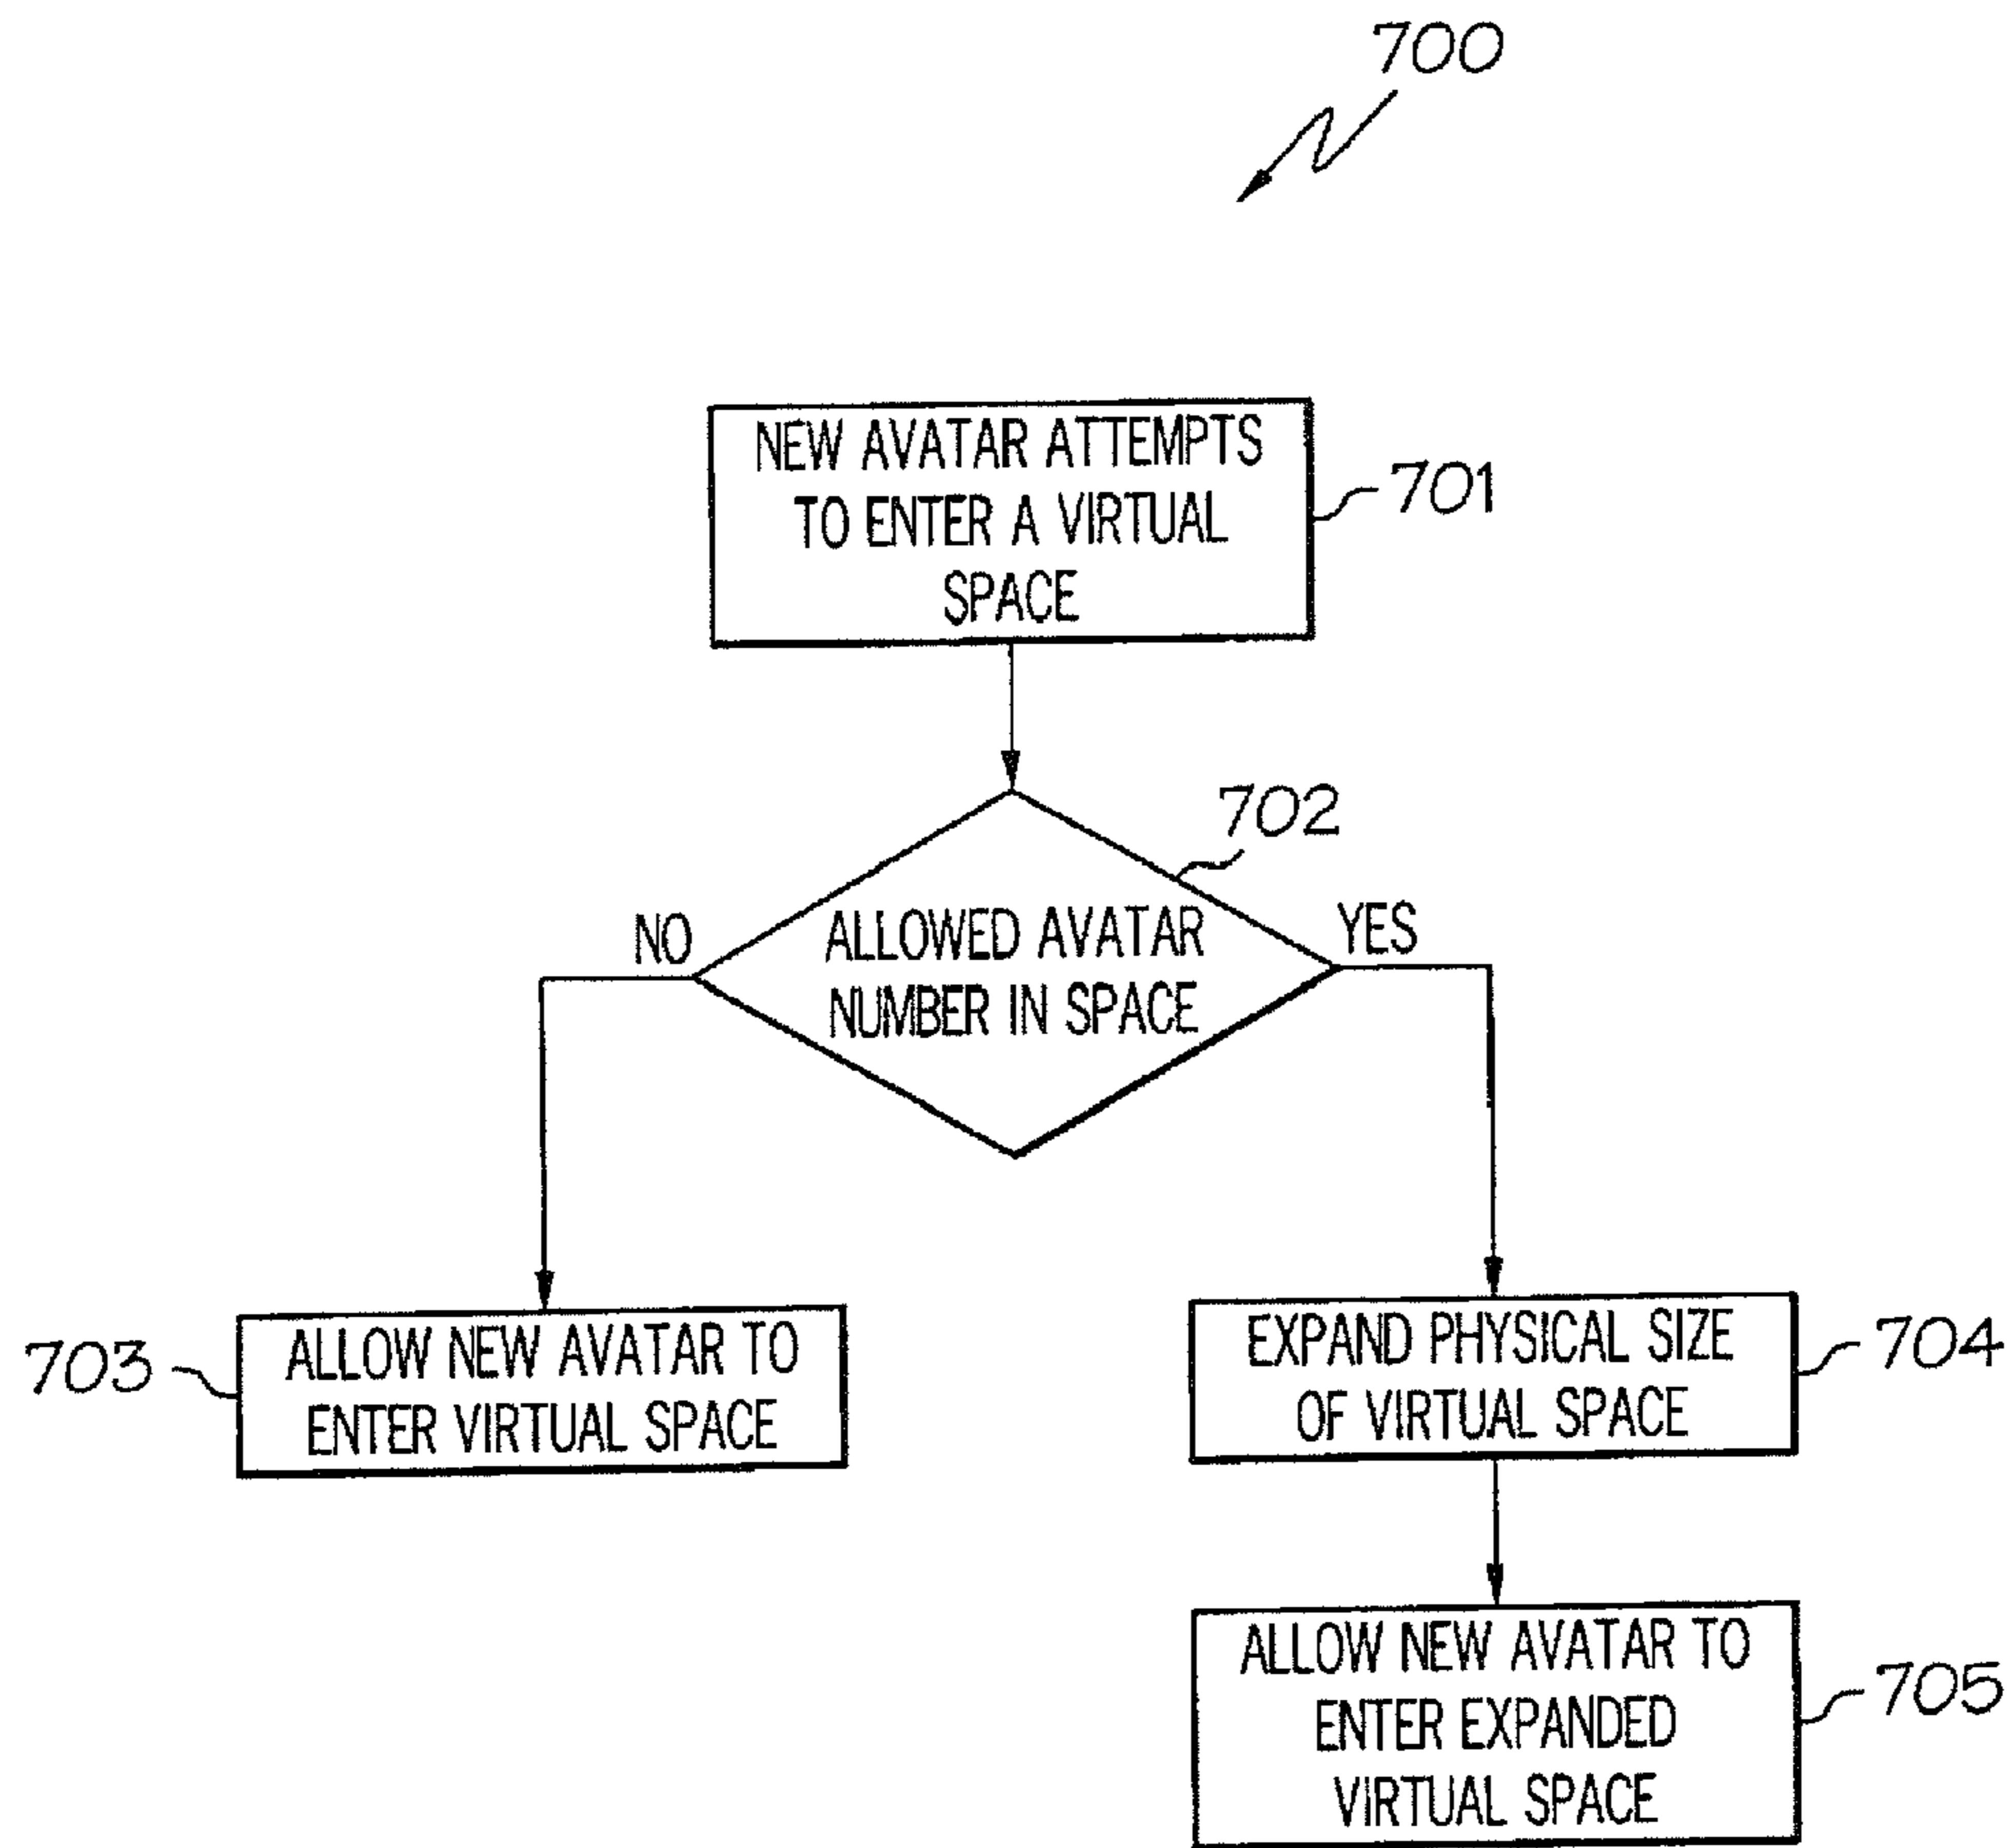 700
NEW AVATAR ATTEMPTS
TO ENTER A VIRTUAL
SPACE
701
702
NO
ALLOWED AVATAR
NUMBER IN SPACE
YES
703
ALLOW NEW AVATAR TO
ENTER VIRTUAL SPACE
EXPAND PHYSICAL SIZE
OF VIRTUAL SPACE
704
ALLOW NEW AVATAR TO
ENTER EXPANDED
VIRTUAL SPACE
705